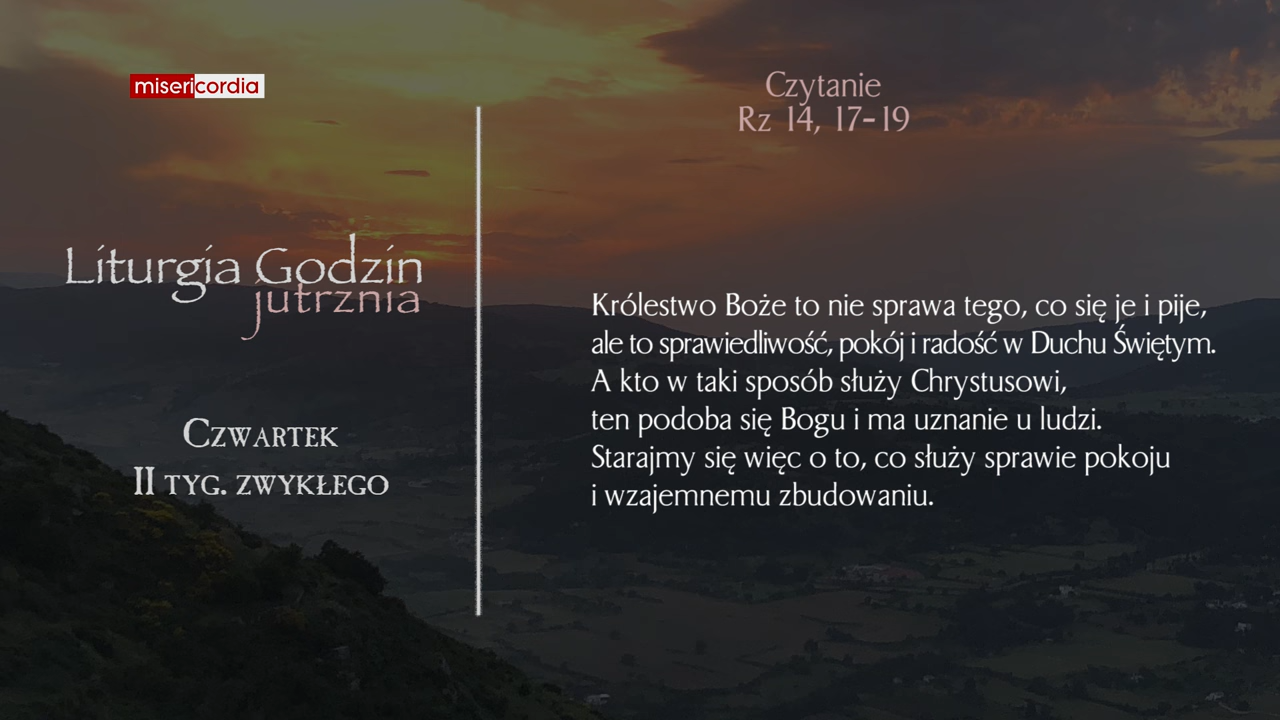 misericordia
Liturgia Godzin
jutrznia
Czwartek
II tyg. zwykłego
Czytanie
Rz 14, 17-19
Królestwo Boże to nie sprawa tego, co się je i pije,
ale to sprawiedliwość, pokój i radość w Duchu Świętym.
A kto w taki sposób służy Chrystusowi,
ten podoba się Bogu i ma uznanie u ludzi.
Starajmy się więc o to, co służy sprawie pokoju
i wzajemnemu zbudowaniu.